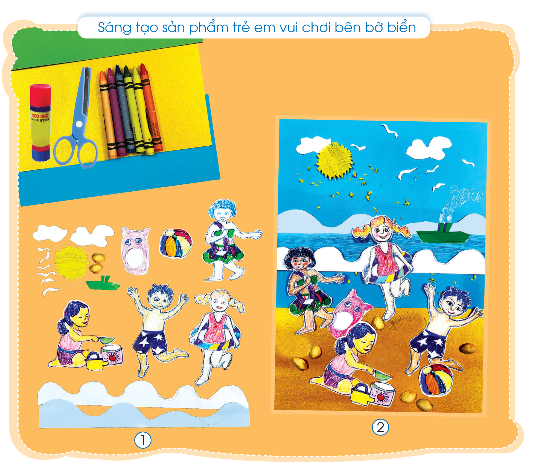 Sáng tạo sản phẩm trẻ em vui chơi bên bờ biển
1
2